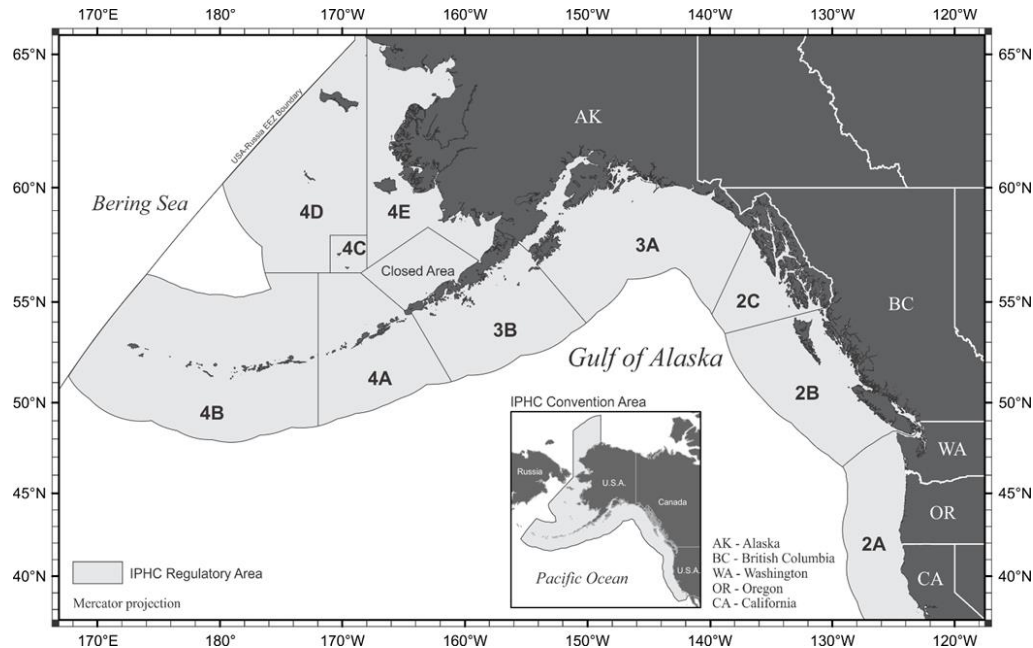 170°E 180° 170°W 160°W 150°W 140°W 130°W 120°W
65°N 65°N
USA-Russia EEZ Boundary
AK
60°N 60°N
Bering Sea
4D 4E
4C
3A
Closed Area
55°N 55°N
2C
BC
3B
Gulf of Alaska
4A
2B
50°N 50°N
4B
IPHC Convention Area
WA
Russia
U.S.A.
Canada
45°N 45°N
OR
2A
AK - Alaska
BC - British Columbia
WA - Washington
OR - Oregon
CA - California
U.S.A.
CA
40°N 40°N
IPHC Regulatory Area
Pacific Ocean
Mercator projection
170°E 180° 170°W 160°W 150°W 140°W 130°W 120°W